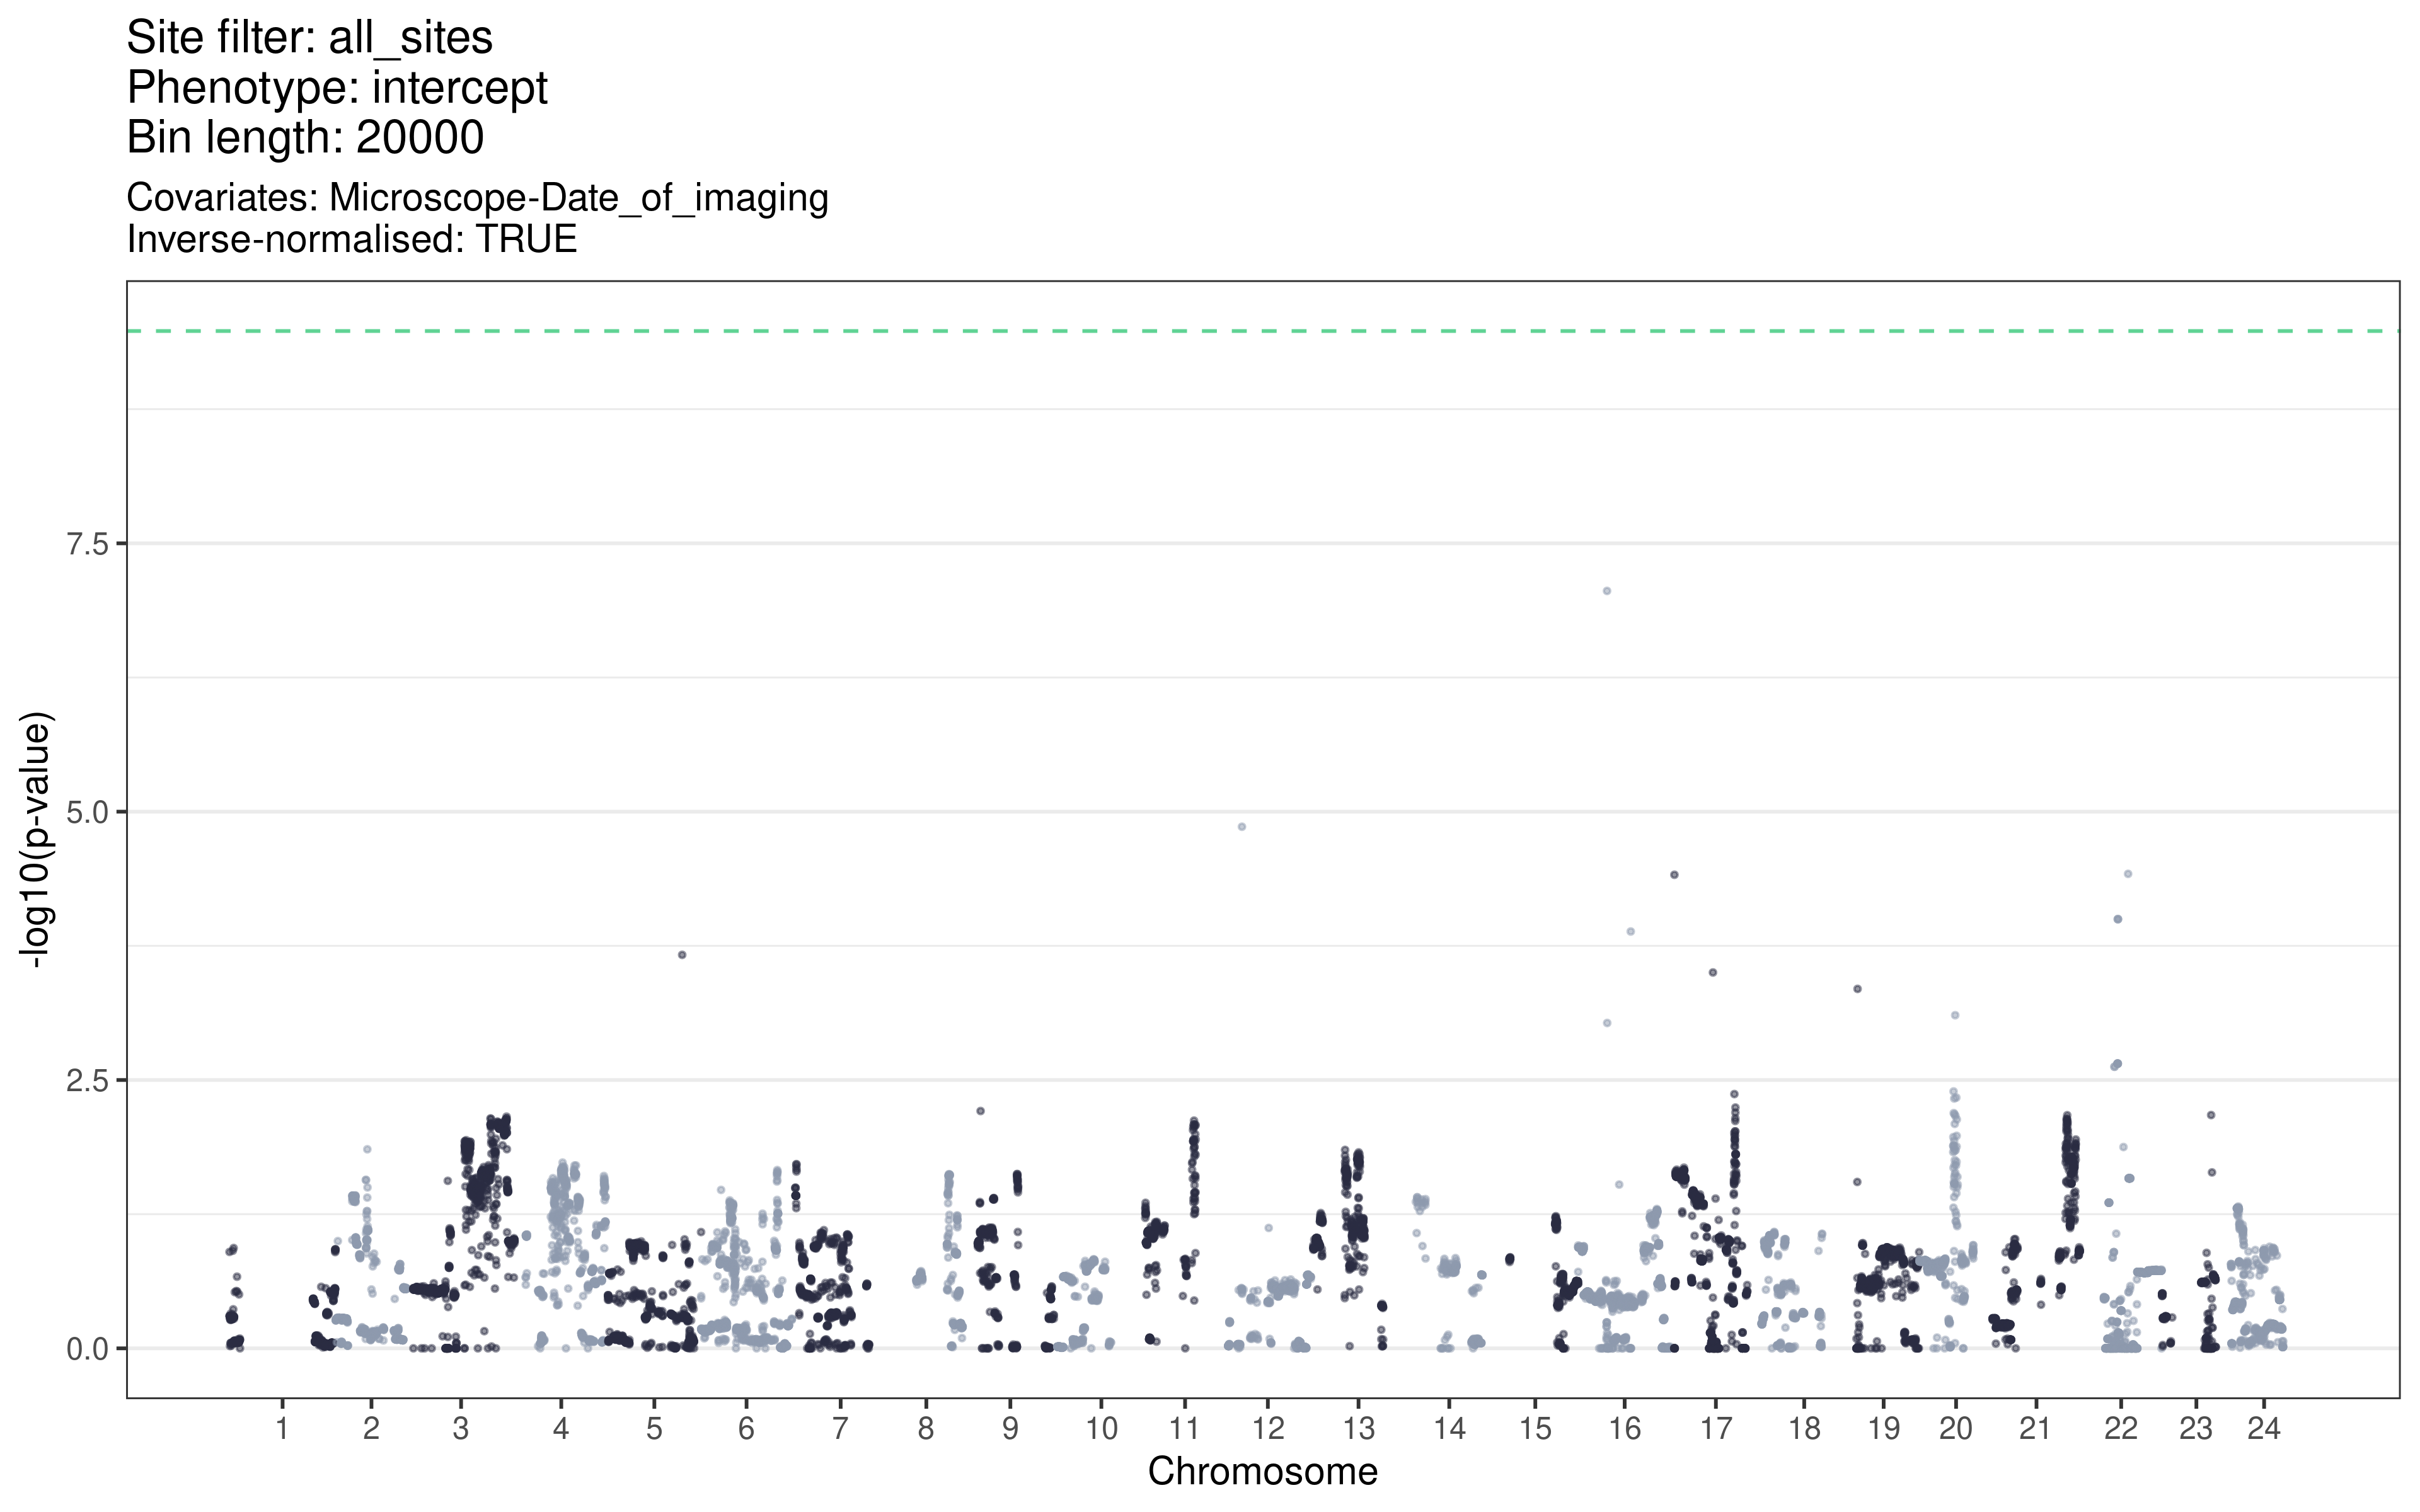 Site filter: all_sites
Phenotype: intercept
Bin length: 20000
Covariates: Microscope-Date_of_imaging
Inverse-normalised: TRUE
-log10(p-value)
7.5
5.0
2.5
0.0
1 2 3 4 5 6 7 8 9 10 11 12 13 14 15 16 17 18 19 20 21 22 23 24
Chromosome